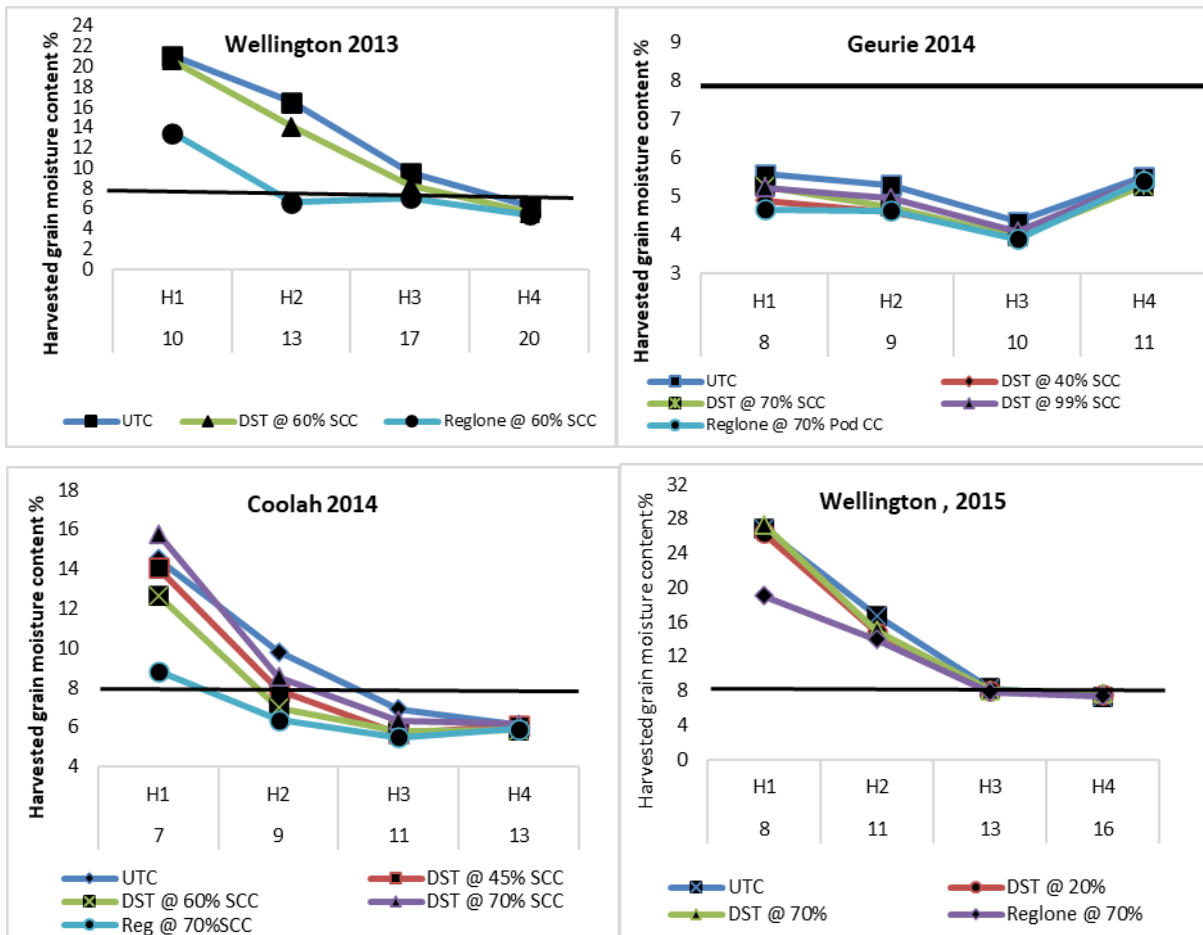 Wellington 2013
Harvested grain moisture content %
24
22
20
18
16
14
12
10
8
6
4
2
0
H1 H2 H3 H4
10 13 17 20
UTC DST @ 60% SCC Reglone @ 60% SCC
Geurie 2014
Harvested grain moisture content %
9
8
7
6
5
4
3
H1 H2 H3 H4
8 9 10 11
UTC DST @ 40% SCC
DST @ 70% SCC DST @ 99% SCC
Reglone @ 70% Pod CC
Coolah 2014
Harvested grain moisture content %
18
16
14
12
10
8
6
4
H1 H2 H3 H4
7 9 11 13
UTC DST @ 45% SCC
DST @ 60% SCC DST @ 70% SCC
Reg @ 70%SCC
Wellington , 2015
Harvested grain moisture content %
32
28
24
20
16
12
8
4
0
H1 H2 H3 H4
8 11 13 16
UTC DST @ 20%
DST @ 70% Reglone @ 70%